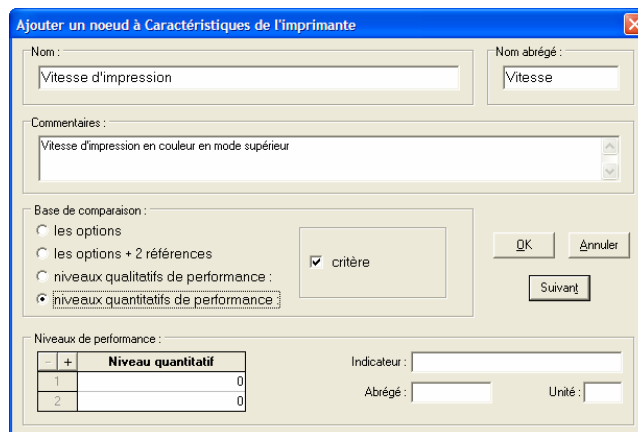 Ajouter un noeud à Caractéristiques de l'imprimante
Nom :
Nom abrégé :
Vitesse d'impression
Vitesse
Commentaires :
Vitesse d'impression en couleur en mode supérieur
Base de comparaison :
les options
les options + 2 références
niveaux qualitatifs de performance :
niveaux quantitatifs de performance :
critère
OK
Annuler
Suivant
Niveaux de performance :
- + Niveau quantitatif
1 0
2 0
Indicateur :
Abrégé :
Unité :